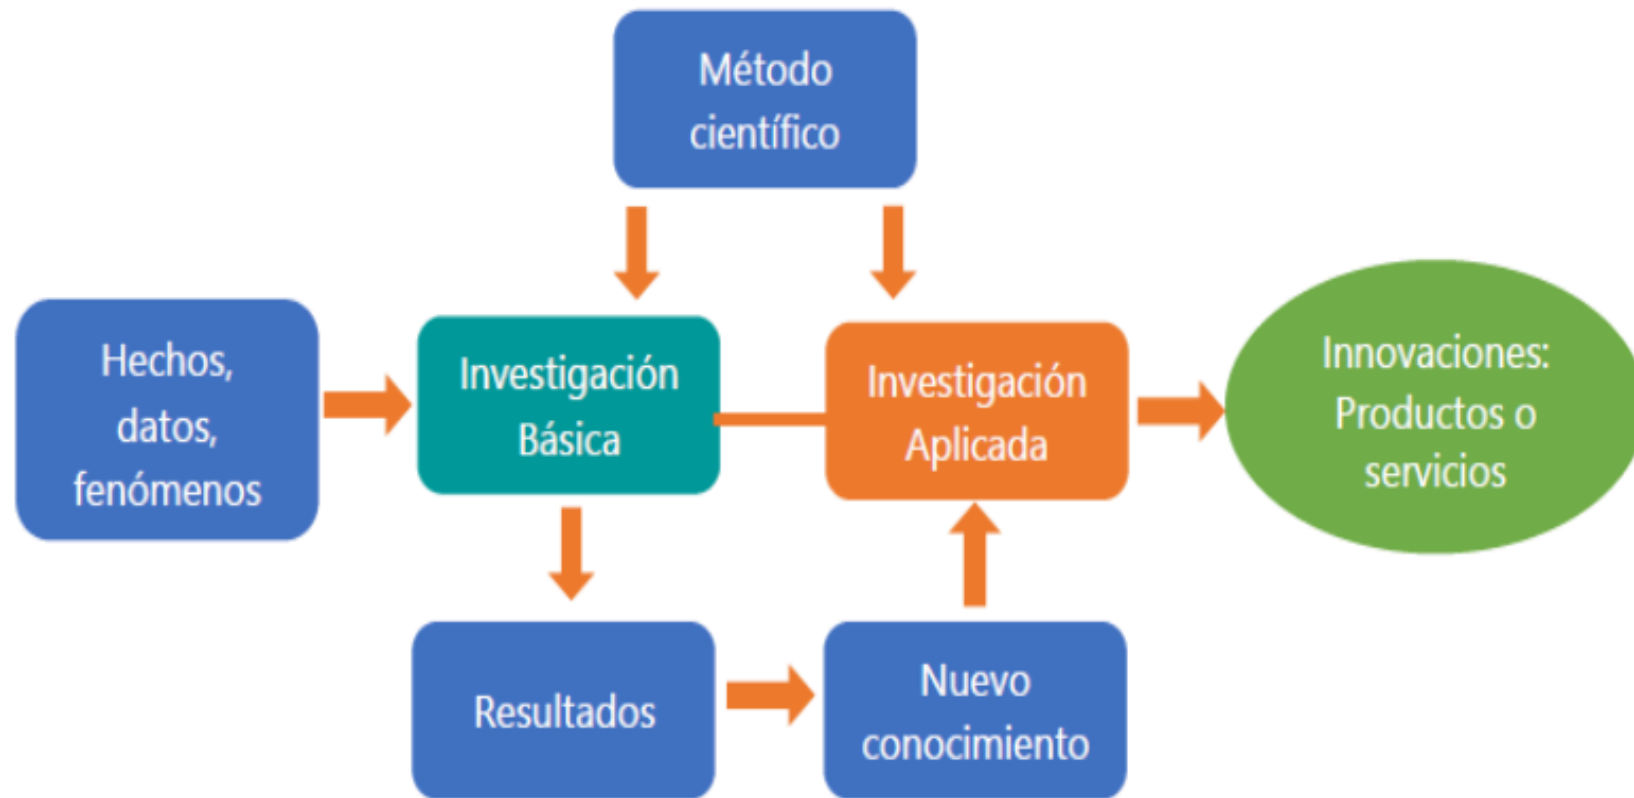 Método
científico
Hechos,
datos,
fenómenos
Investigación
Básica
Investigación
Aplicada
Innovaciones:
Productos o
servicios
Resultados
Nuevo
conocimiento